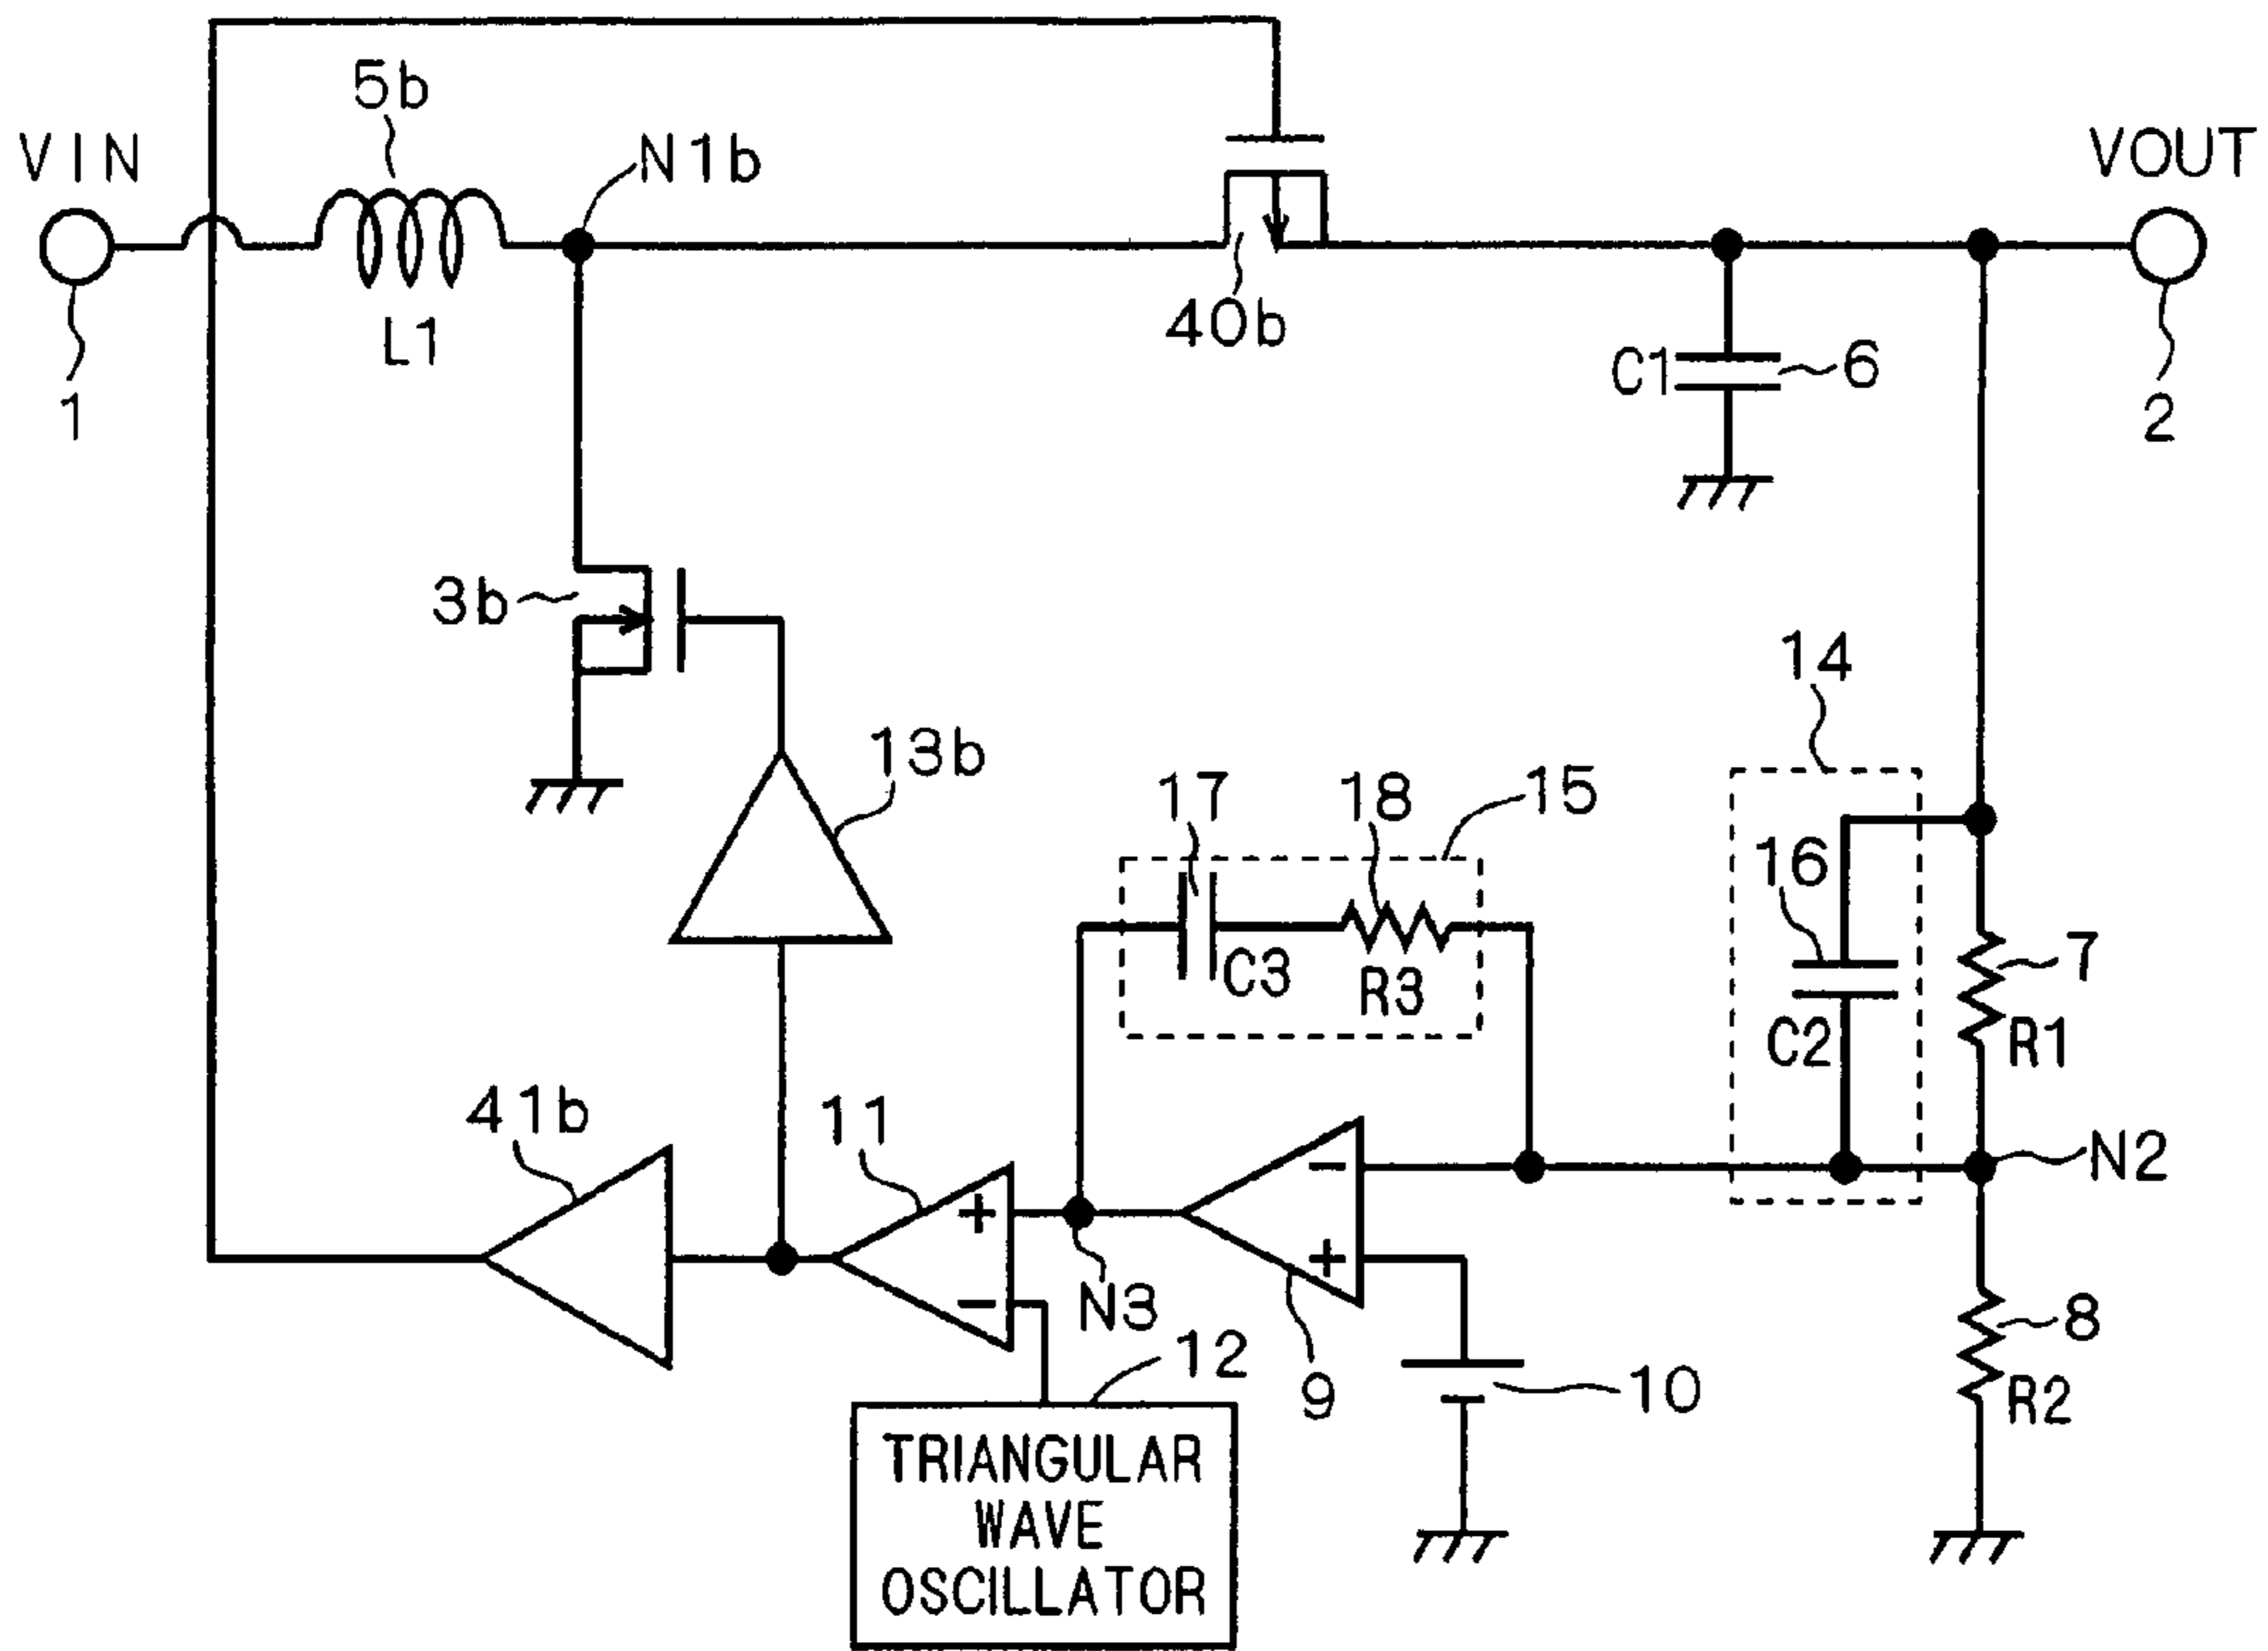 5b
VIN
N1b
VOUT
L1
40b
C1
6
1
2
3b
14
13b
17
18
15
16
7
C3
R3
C2
R1
41b
11
N2
−
+
+
N3
−
12
9
10
8
R2
TRIANGULAR
WAVE
OSCILLATOR